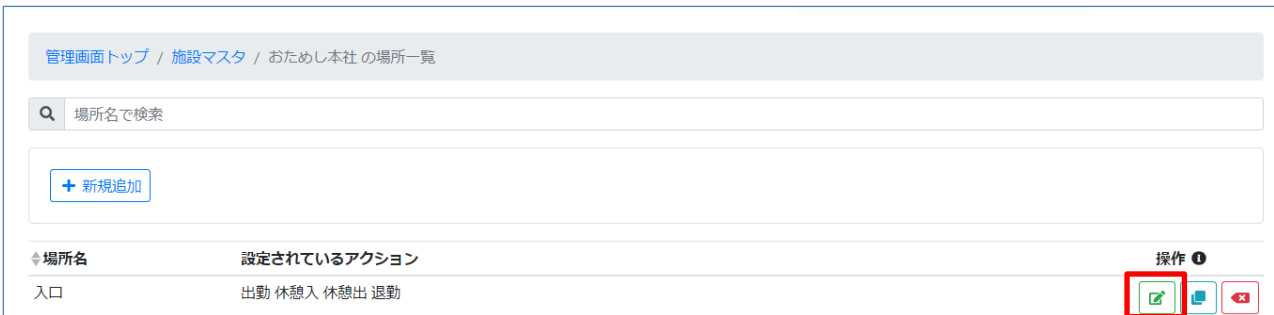 管理画面トップ / 施設マスタ / おためし本社 の場所一覧
場所名で検索
+ 新規追加
場所名 設定されているアクション 操作
入口 出勤 休憩入 休憩出 退勤